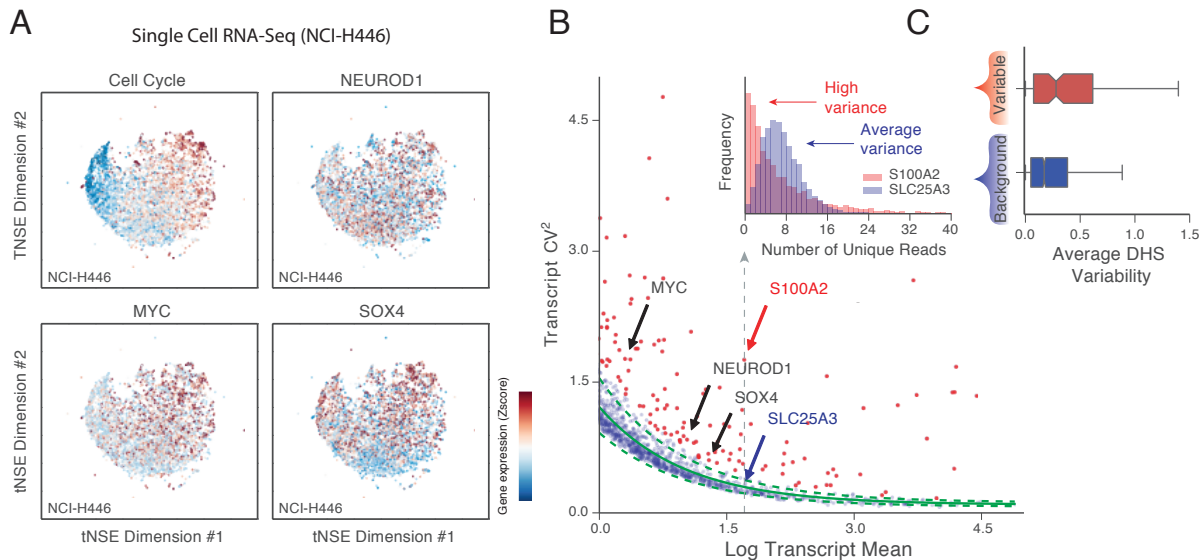 A
Single Cell RNA-Seq (NCI-H446)
Cell Cycle
NEUROD1
TNSE Dimension #2
NCI-H446
NCI-H446
MYC
SOX4
tNSE Dimension #2
NCI-H446
NCI-H446
tNSE Dimension #1
tNSE Dimension #1
Gene expression (Zscore)
B
Transcript CV²
4.5
3.0
1.5
0.0
0.0
1.5
3.0
4.5
Log Transcript Mean
MYC
S100A2
NEUROD1
SOX4
SLC25A3
Frequency
High
variance
Average
variance
S100A2
SLC25A3
0
8
16
24
32
40
Number of Unique Reads
C
Variable
Background
0.0
0.5
1.0
1.5
Average DHS
Variability